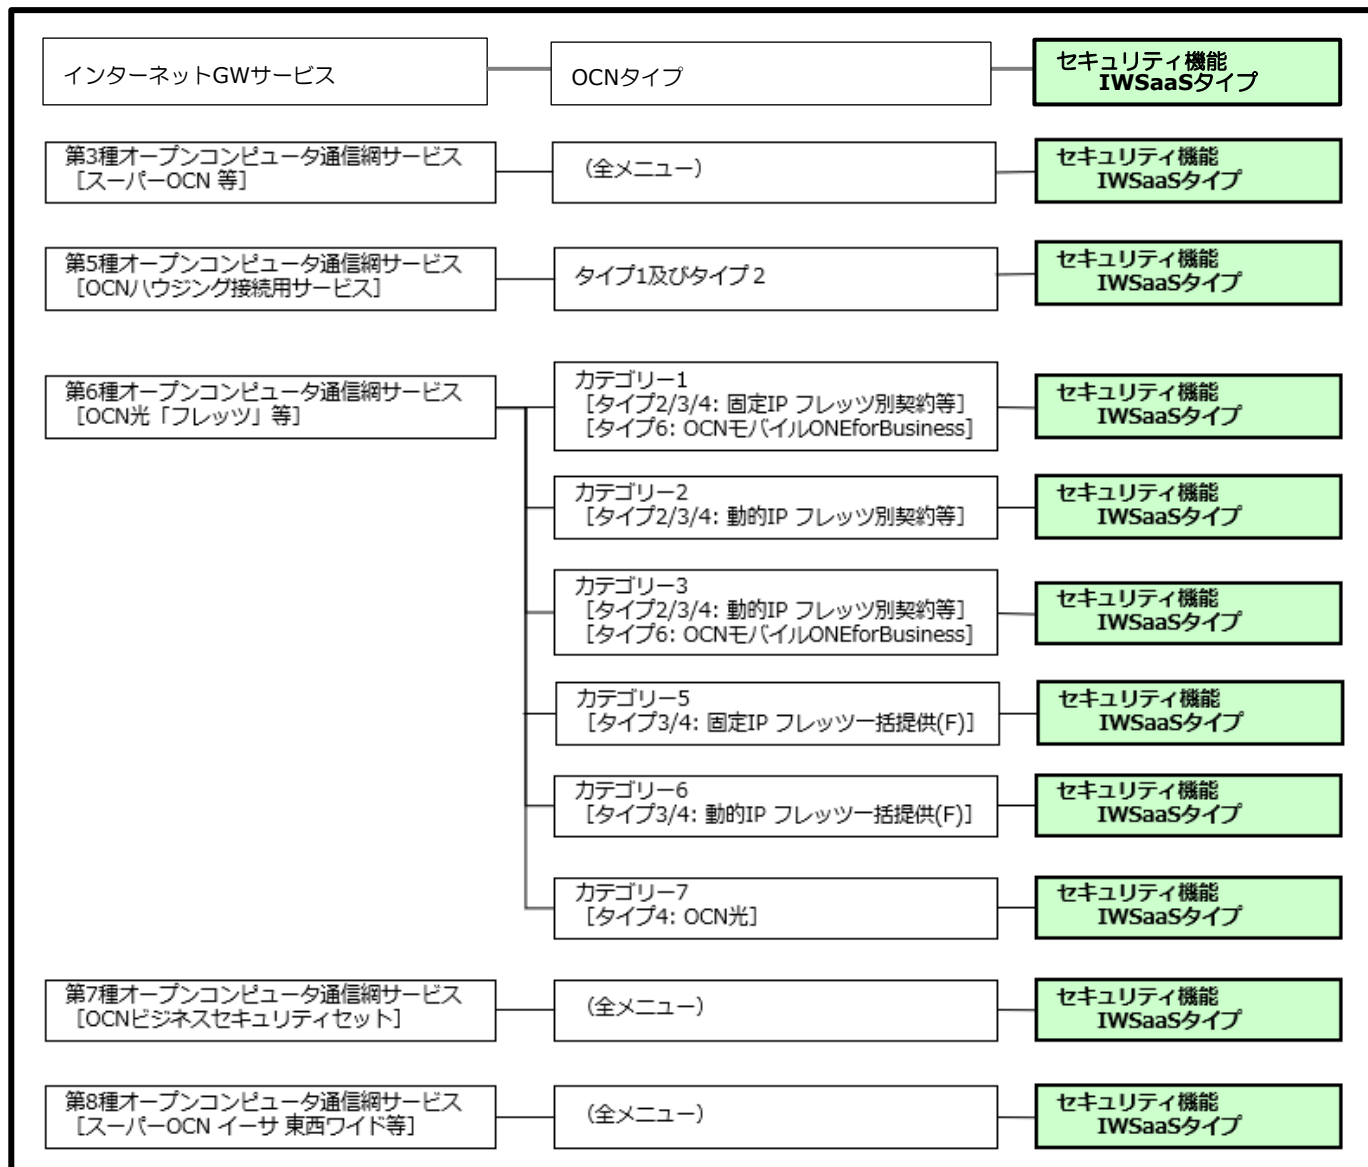 インターネットGWサービス
OCNタイプ
セキュリティ機能
IWSaaSタイプ
第3種オープンコンピュータ通信網サービス
［スーパーOCN 等］
（全メニュー）
セキュリティ機能
IWSaaSタイプ
第5種オープンコンピュータ通信網サービス
［OCNハウジング接続用サービス］
タイプ1及びタイプ２
セキュリティ機能
IWSaaSタイプ
第6種オープンコンピュータ通信網サービス
［OCN光「フレッツ」等］
カテゴリー1
［タイプ2/3/4: 固定IP フレッツ別契約等］
［タイプ6: OCNモバイルONEforBusiness］
セキュリティ機能
IWSaaSタイプ
カテゴリー2
［タイプ2/3/4: 動的IP フレッツ別契約等］
セキュリティ機能
IWSaaSタイプ
カテゴリー3
［タイプ2/3/4: 動的IP フレッツ別契約等］
［タイプ6: OCNモバイルONEforBusiness］
セキュリティ機能
IWSaaSタイプ
カテゴリー5
［タイプ3/4: 固定IP フレッツ一括提供(F)］
セキュリティ機能
IWSaaSタイプ
カテゴリー6
［タイプ3/4: 動的IP フレッツ一括提供(F)］
セキュリティ機能
IWSaaSタイプ
カテゴリー7
［タイプ4: OCN光］
セキュリティ機能
IWSaaSタイプ
第7種オープンコンピュータ通信網サービス
［OCNビジネスセキュリティセット］
（全メニュー）
セキュリティ機能
IWSaaSタイプ
第8種オープンコンピュータ通信網サービス
［スーパーOCN イーサ 東西ワイド等］
（全メニュー）
セキュリティ機能
IWSaaSタイプ